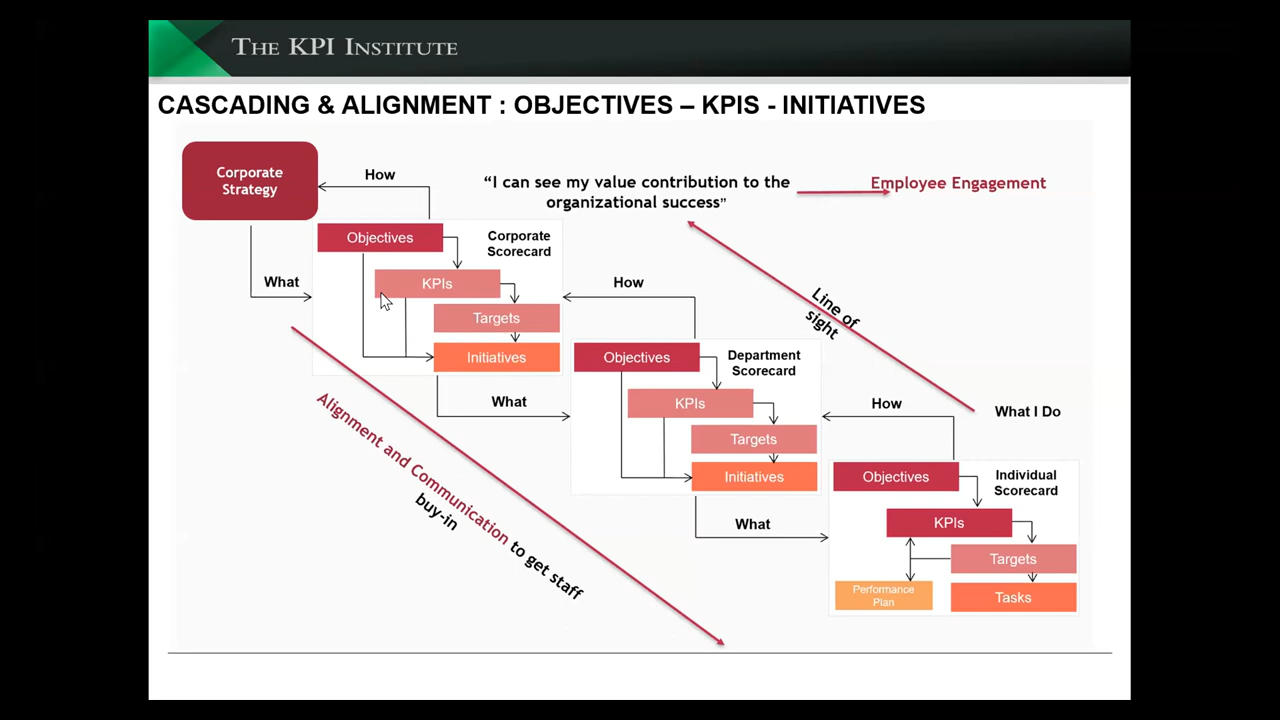 THE KPI INSTITUTE
CASCADING & ALIGNMENT : OBJECTIVES – KPIS - INITIATIVES
Corporate
Strategy
How
“I can see my value contribution to the
organizational success”
Employee Engagement
Objectives
Corporate
Scorecard
What
KPIs
Targets
Initiatives
How
Line of
sight
Objectives
Department
Scorecard
What
KPIs
Targets
Initiatives
How
What I Do
Alignment and Communication to get staff
buy-in
Objectives
Individual
Scorecard
What
KPIs
Targets
Performance
Plan
Tasks